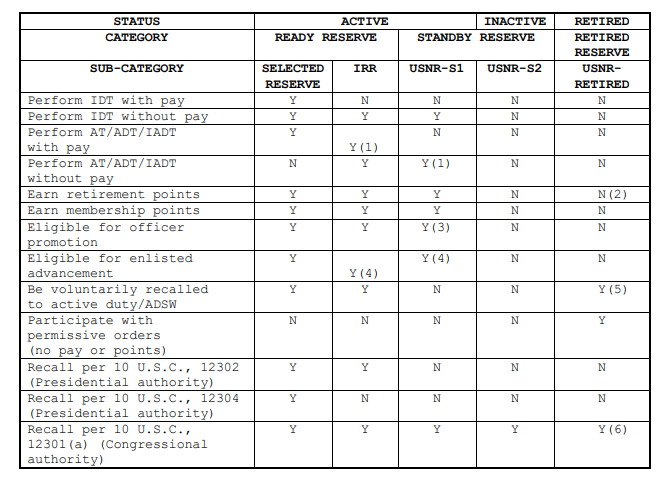 STATUS ACTIVE INACTIVE RETIRED
CATEGORY READY RESERVE STANDBY RESERVE RETIRED
RESERVE
SUB-CATEGORY SELECTED IRR USNR-S1 USNR-S2 USNR-
RESERVE RETIRED
Perform IDT with pay Y N N N N
Perform IDT without pay Y Y Y N N
Perform AT/ADT/IADT Y N N N
with pay Y(1)
Perform AT/ADT/IADT N Y Y(1) N N
without pay
Earn retirement points Y Y Y N N(2)
Earn membership points Y Y Y N N
Eligible for officer Y Y Y(3) N N
promotion
Eligible for enlisted Y Y(4) N N
advancement Y(4)
Be voluntarily recalled Y Y N N Y(5)
to active duty/ADSW
Participate with N N N N Y
permissive orders
(no pay or points)
Recall per 10 U.S.C., 12302 Y Y N N N
(Presidential authority)
Recall per 10 U.S.C., 12304 Y N N N N
(Presidential authority)
Recall per 10 U.S.C., Y Y Y Y Y(6)
12301(a) (Congressional
authority)